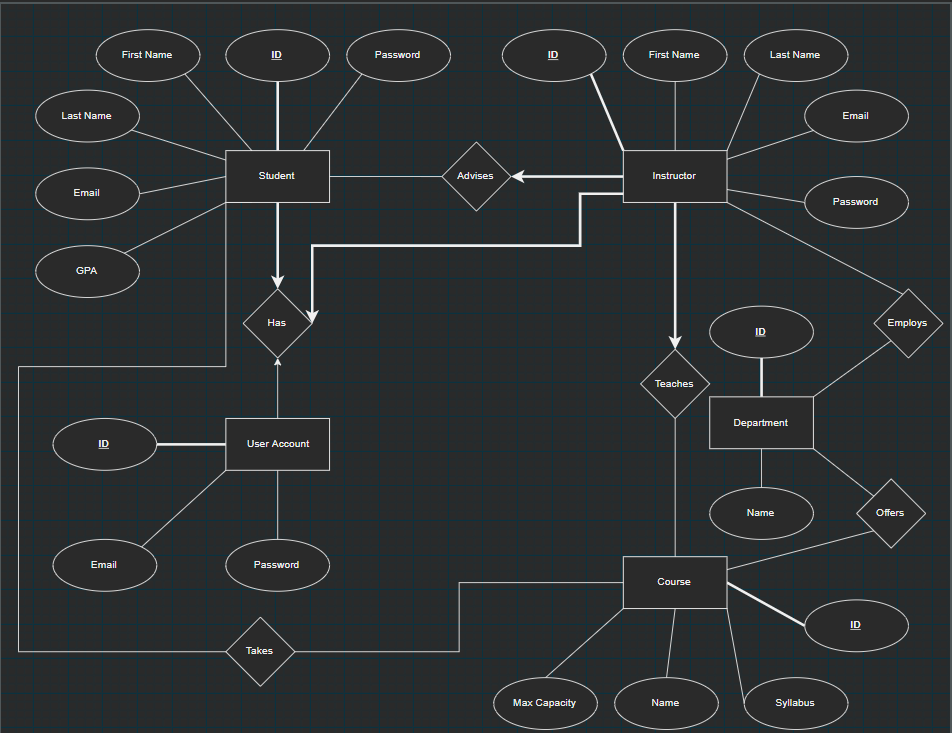 First Name
ID
Password
ID
First Name
Last Name
Last Name
Email
Student
Advises
Instructor
Email
Password
GPA
Has
Employs
ID
Teaches
Department
ID
User Account
Name
Offers
Email
Password
Course
ID
Takes
Max Capacity
Name
Syllabus